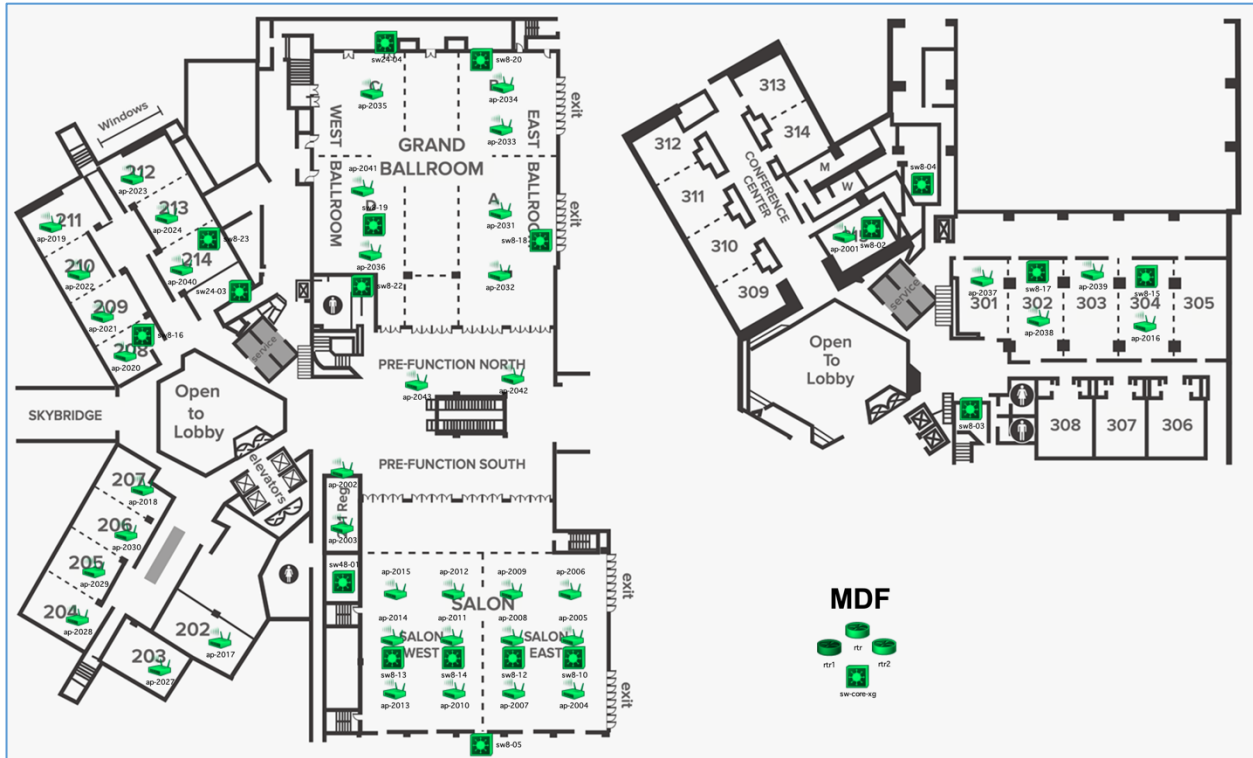 sw24-04
sw8-20
C
ap-2035
B
ap-2034
exit
WEST
BALLROOM
GRAND
BALLROOM
ap-2033
EAST
BALLROOM
Windows
212
ap-2023
213
ap-2024
211
ap-2019
sw8-23
210
ap-2022
214
ap-2040
sw24-03
209
ap-2021
208
ap-2020
sw8-16
ap-2041
D
sw8-19
A
ap-2031
exit
sw8-18
ap-2036
sw8-22
ap-2032
service
PRE-FUNCTION NORTH
ap-2043
ap-2042
SKYBRIDGE
Open
to
Lobby
elevators
PRE-FUNCTION SOUTH
207
ap-2018
206
ap-2030
205
ap-2029
204
ap-2028
202
ap-2017
203
ap-2027
ap-2002
Reg
ap-2003
sw48-01
ap-2015
ap-2012
ap-2009
ap-2006
exit
SALON
ap-2014
ap-2011
ap-2008
ap-2005
SALON
WEST
SALON
EAST
sw8-13
sw8-14
sw8-12
sw8-10
ap-2013
ap-2010
ap-2007
ap-2004
exit
sw8-05
313
314
312
311
310
309
CONFERENCE
CENTER
M
W
sw8-04
ap-2001
sw8-02
service
Open
To
Lobby
ap-2037
301
sw8-17
302
ap-2038
ap-2039
303
sw8-15
304
ap-2016
305
sw8-03
308
307
306
MDF
rtr
rtr1
rtr2
sw-core-xg